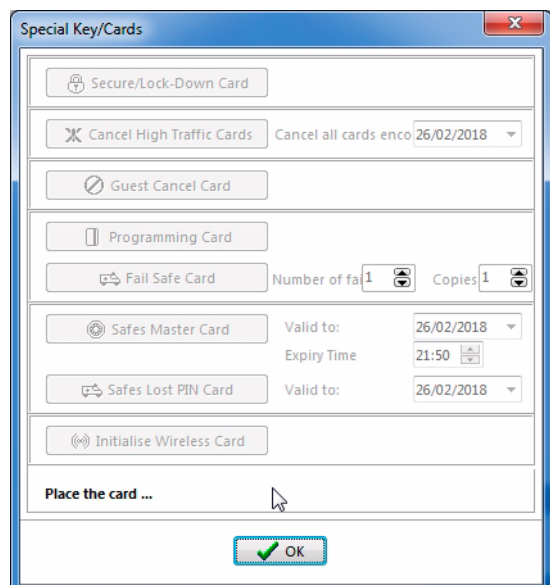 Special Key/Cards
Secure/Lock-Down Card
Cancel High Traffic Cards Cancel all cards enco 26/02/2018
Guest Cancel Card
Programming Card
Fail Safe Card Number of fai 1 Copies 1
Safes Master Card Valid to: 26/02/2018
Expiry Time 21:50
Safes Lost PIN Card Valid to: 26/02/2018
Initialise Wireless Card
Place the card ...
OK